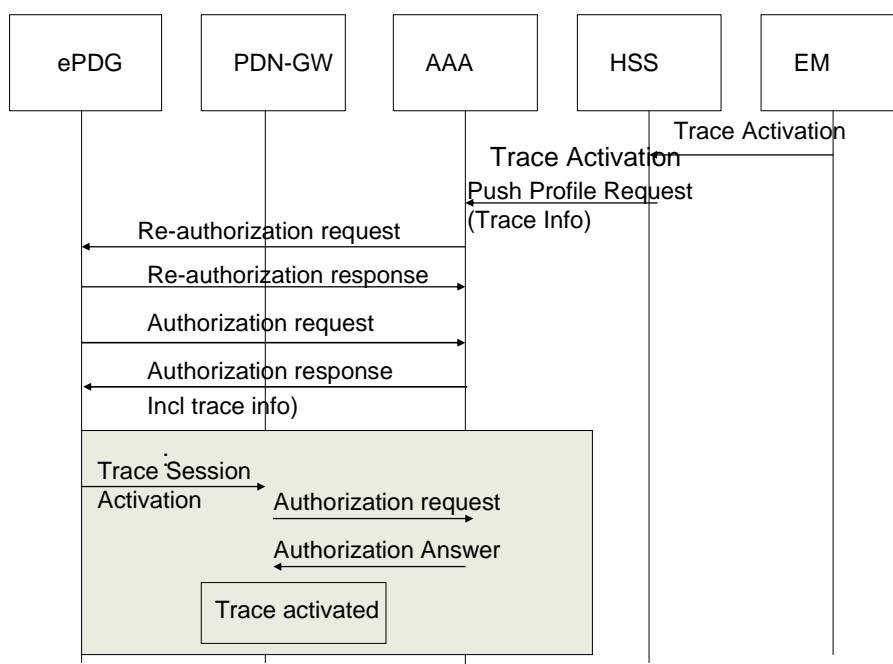 ePDG
PDN-GW
AAA
HSS
EM
Trace Activation
Trace Activation
Push Profile Request
(Trace Info)
Re-authorization request
Re-authorization response
Authorization request
Authorization response
Incl trace info)
:
Trace Session
Activation
Authorization request
Authorization Answer
Trace activated